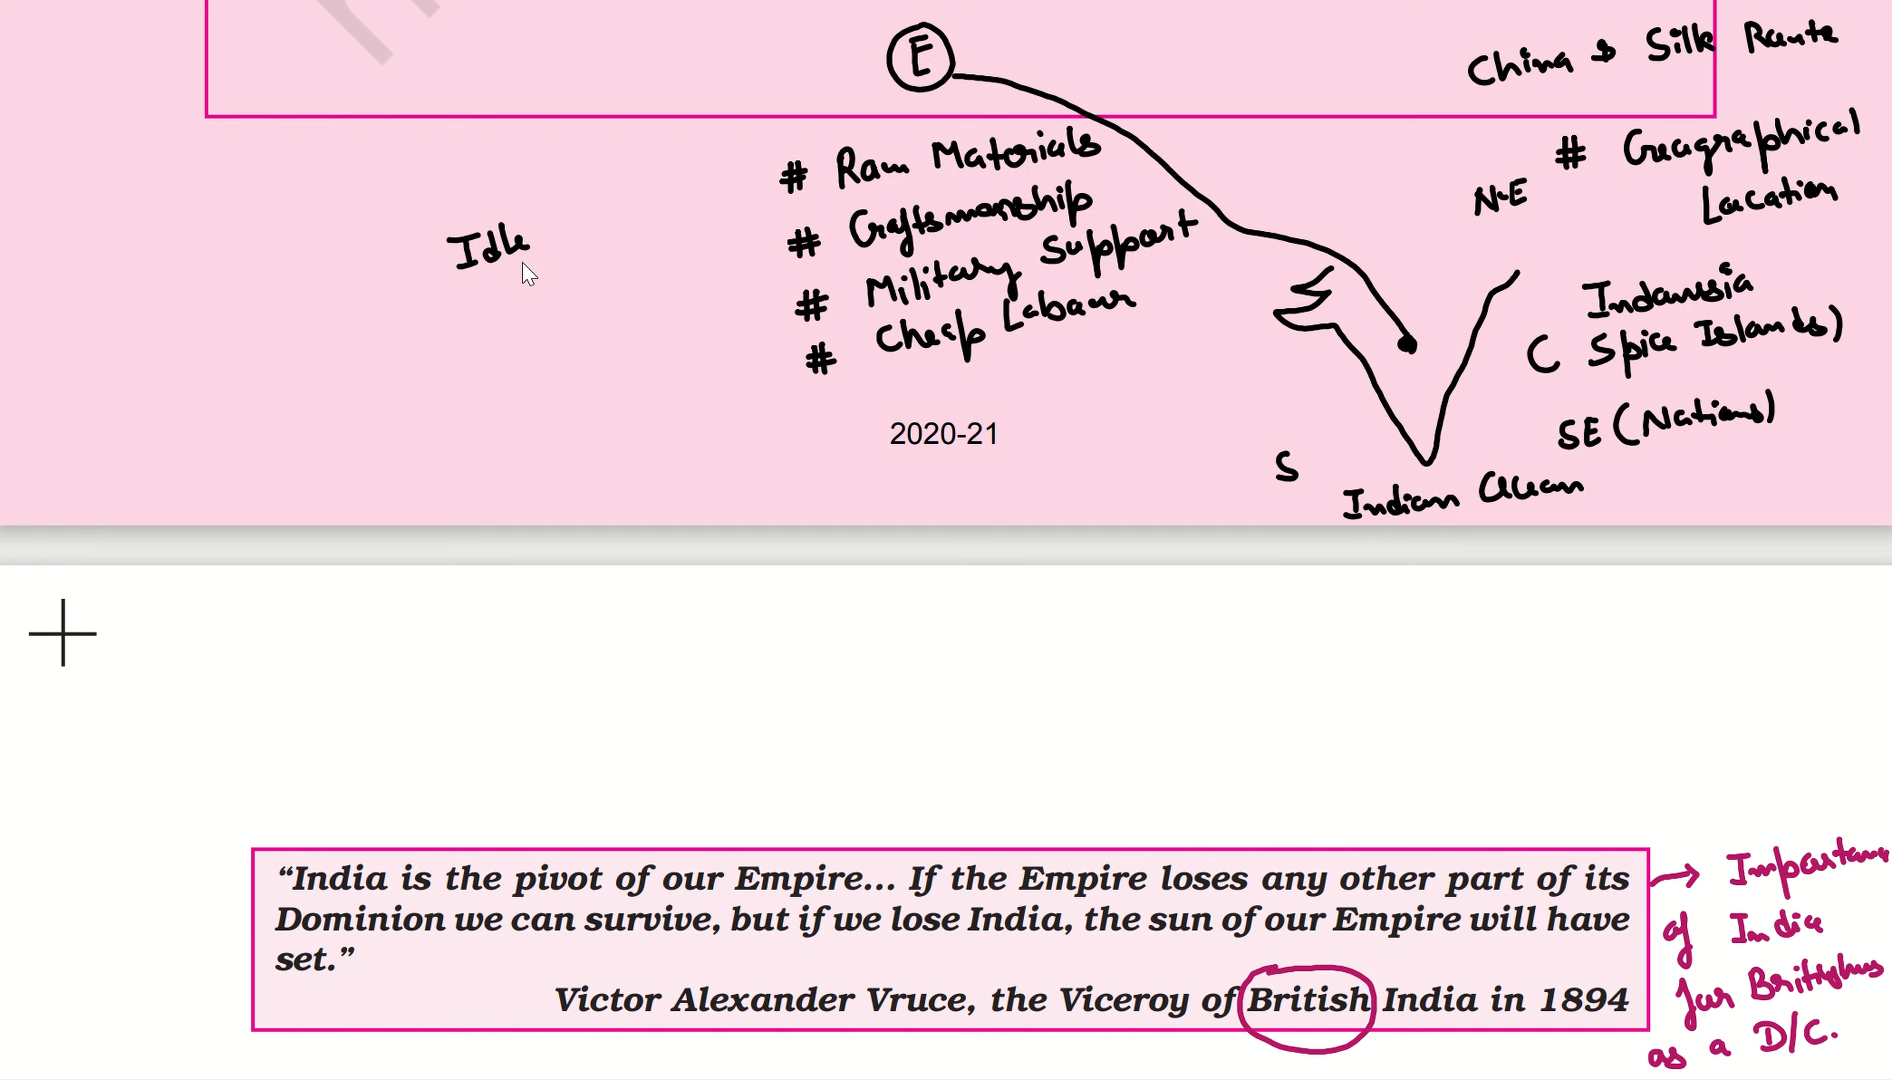 E
China & Silk Route
# Raw Materials
# Geographical
Location
N-E
# Craftsmanship
Idle
# Military Support
# Cheap Labour
Indonesia
( Spice Islands)
SE (Nations)
2020-21
S
Indian Ocean
“India is the pivot of our Empire... If the Empire loses any other part of its
Dominion we can survive, but if we lose India, the sun of our Empire will have
set.”
Victor Alexander Vruce, the Viceroy of British India in 1894
→ Importance
of India
for Britishers
as a D/C.